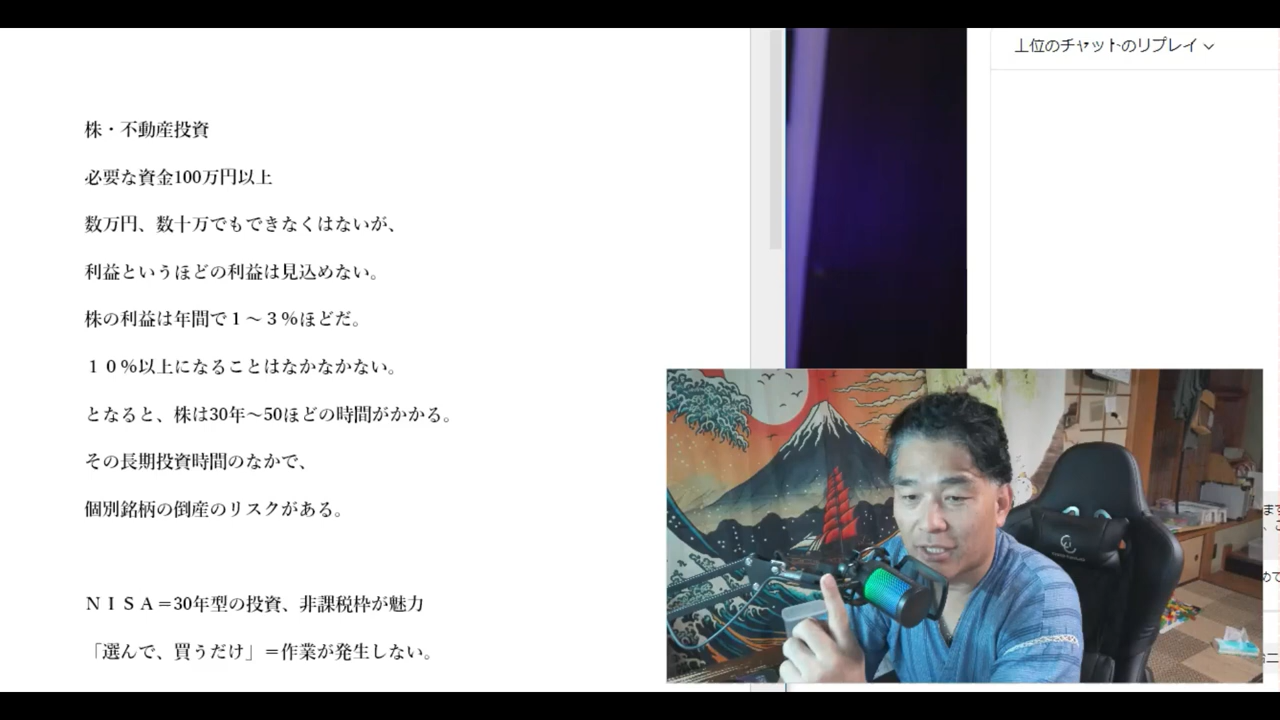 株・不動産投資
必要な資金100万円以上
数万円、数十万でもできなくはないが、
利益というほどの利益は見込めない。
株の利益は年間で１～３％ほどだ。
１０％以上になることはなかなかない。
となると、株は30年～50ほどの時間がかかる。
その長期投資時間のなかで、
個別銘柄の倒産のリスクがある。
ＮＩＳＡ＝30年型の投資、非課税枠が魅力
「選んで、買うだけ」＝作業が発生しない。
上位のチャットのリプレイ